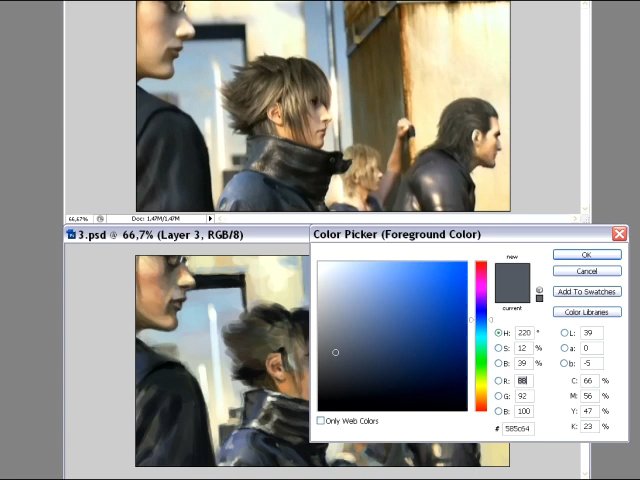 66,67%
Doc: 1,47M/1,47M
3.psd @ 66,7% (Layer 3, RGB/8)
Color Picker (Foreground Color)
new
current
OK
Cancel
Add To Swatches
Color Libraries
H: 220 °
S: 12 %
B: 39 %
R: 88
G: 92
B: 100
# 585c64
L: 39
a: 0
b: -5
C: 66 %
M: 56 %
Y: 47 %
K: 23 %
Only Web Colors